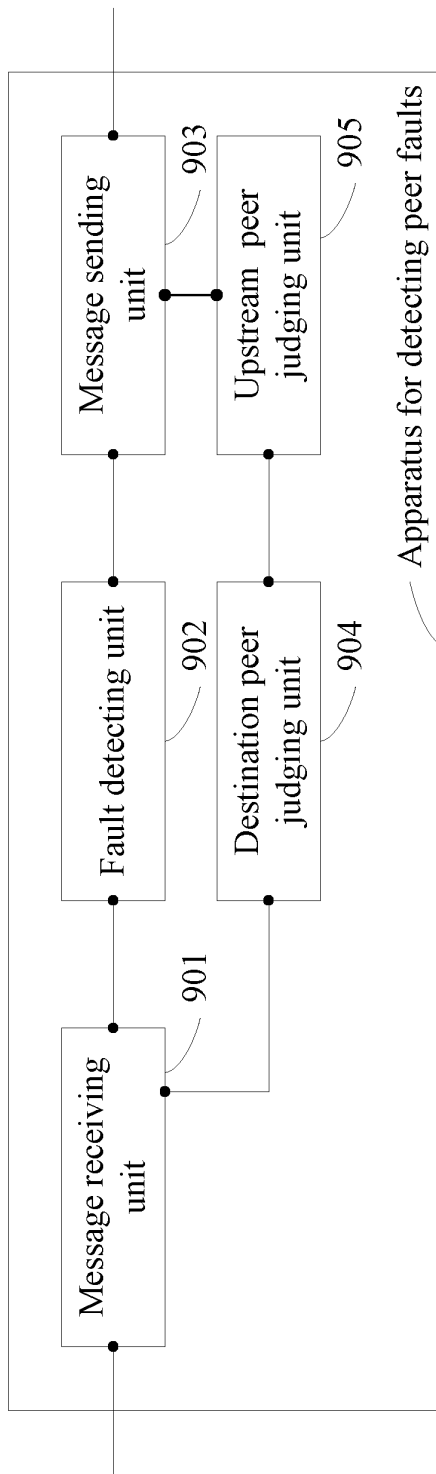 Message receiving
unit
901
Fault detecting unit
902
Message sending
unit
903
Destination peer
judging unit
904
Upstream peer
judging unit
905
Apparatus for detecting peer faults